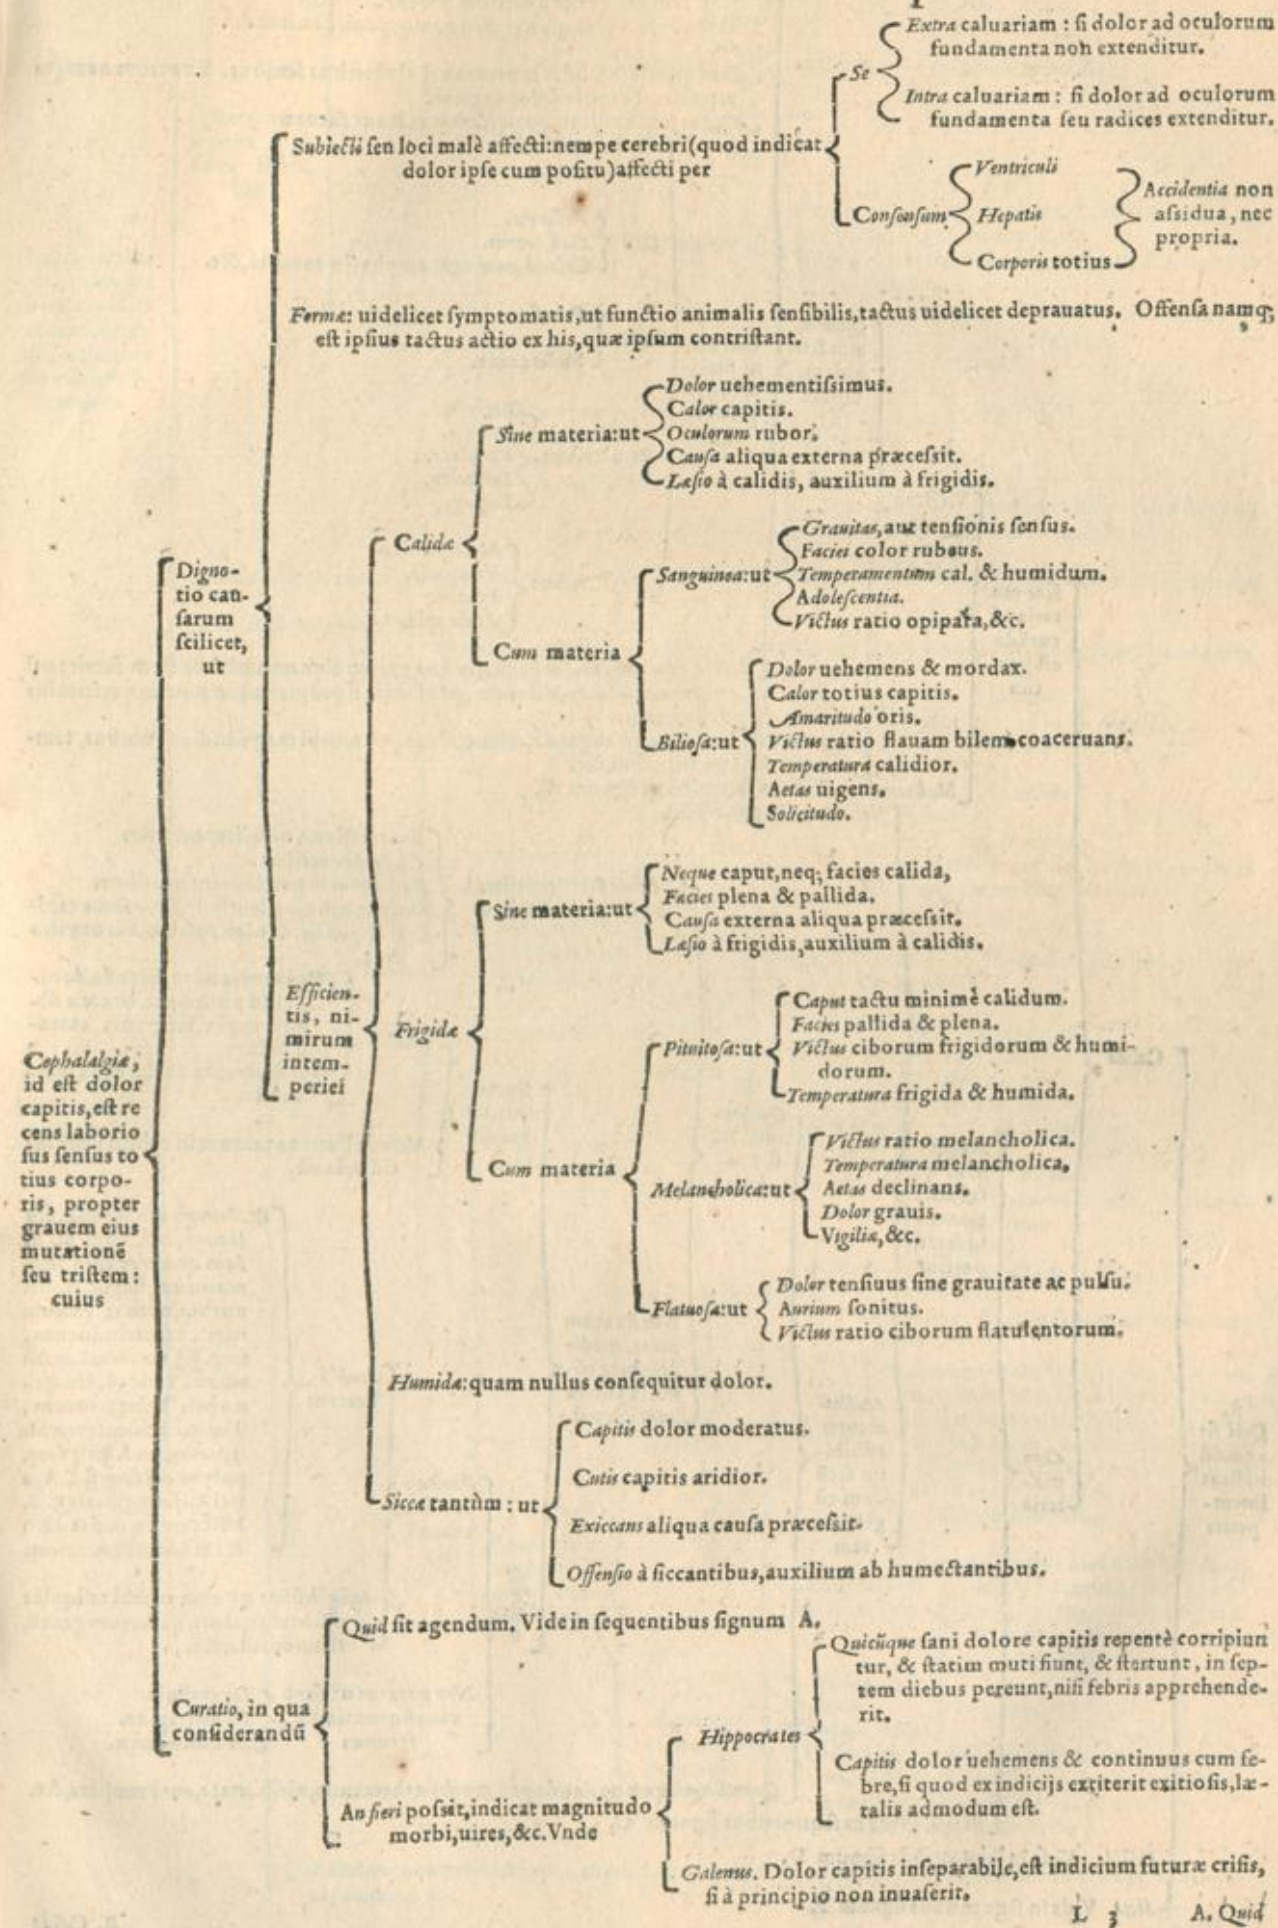 Extra caluariam : ſi dolor ad oculorum
fundamenta non extenditur.
Se
Intra caluariam : ſi dolor ad oculorum
fundamenta ſeu radices extenditur.
Subiecti ſeu loci malè affecti:nempe cerebri(quod indicat
dolor ipſe cum poſitu)affecti per
Ventriculi
Conſenſum
Hepatis
Corporis totius
Accidentia non
aſsidua, nec
propria.
Formæ: uidelicet ſymptomatis,ut functio animalis ſenſibilis,tactus uidelicet deprauatus. Offenſa namq;
eſt ipſius tactus actio ex his,quæ ipſum contriſtant.
Dolor uehementiſsimus.
Calor capitis.
Sine materia:ut
Oculorum rubor.
Cauſa aliqua externa præceſsit.
Læſio à calidis, auxilium à frigidis.
Calidæ
Grauitas,aut tenſionis ſenſus.
Facies color rubeus.
Sanguinea:ut
Temperamentum cal. & humidum.
Adoleſcentia.
Victus ratio opipara,&c.
Cum materia
Dolor uehemens & mordax.
Calor totius capitis.
Amaritudo oris.
Bilioſa:ut
Victus ratio flauam bilem coaceruans.
Temperatura calidior.
Aetas uigens.
Solicitudo.
Digno-
tio cau-
ſarum
ſcilicet,
ut
Neque caput,neq; facies calida,
Facies plena & pallida.
Sine materia:ut
Cauſa externa aliqua præceſsit.
Læſio à frigidis,auxilium à calidis.
Efficien-
tis, ni-
mirum
intem-
periei
Frigidæ
Caput tactu minimè calidum.
Facies pallida & plena.
Pituitoſa:ut
Victus ciborum frigidorum & humi-
dorum.
Temperatura frigida & humida.
Cum materia
Victus ratio melancholica.
Temperatura melancholica.
Melancholica:ut
Aetas declinans.
Dolor grauis.
Vigiliæ,&c.
Dolor tenſiuus ſine grauitate ac pulſu.
Flatuoſa:ut
Aurium ſonitus.
Victus ratio ciborum flatulentorum.
Cephalalgiæ,
id eſt dolor
capitis,eſt re
cens laborio
ſus ſenſus to
tius corpo-
ris, propter
grauem eius
mutationē
ſeu triſtem:
cuius
Humidæ:quam nullus conſequitur dolor.
Capitis dolor moderatus.
Cutis capitis aridior.
Siccæ tantùm : ut
Exiccans aliqua cauſa præceſsit.
Offenſio à ſiccantibus,auxilium ab humectantibus.
Quid ſit agendum. Vide in ſequentibus ſignum A.
Curatio, in qua
conſiderandū
Quicūque ſani dolore capitis repentè corripiun
tur, & ſtatim muti fiunt, & ſtertunt, in ſep-
tem diebus pereunt,niſi febris apprehende-
rit.
Hippocrates
Capitis dolor uehemens & continuus cum fe-
bre,ſi quod ex indicijs extiterit exitioſis,læ-
talis admodum eſt.
An fieri poſsit,indicat magnitudo
morbi,uires,&c.Vnde
Galenus. Dolor capitis inſeparabile,eſt indicium futuræ criſis,
ſi à principio non inuaſerit.
L 3 A. Quid